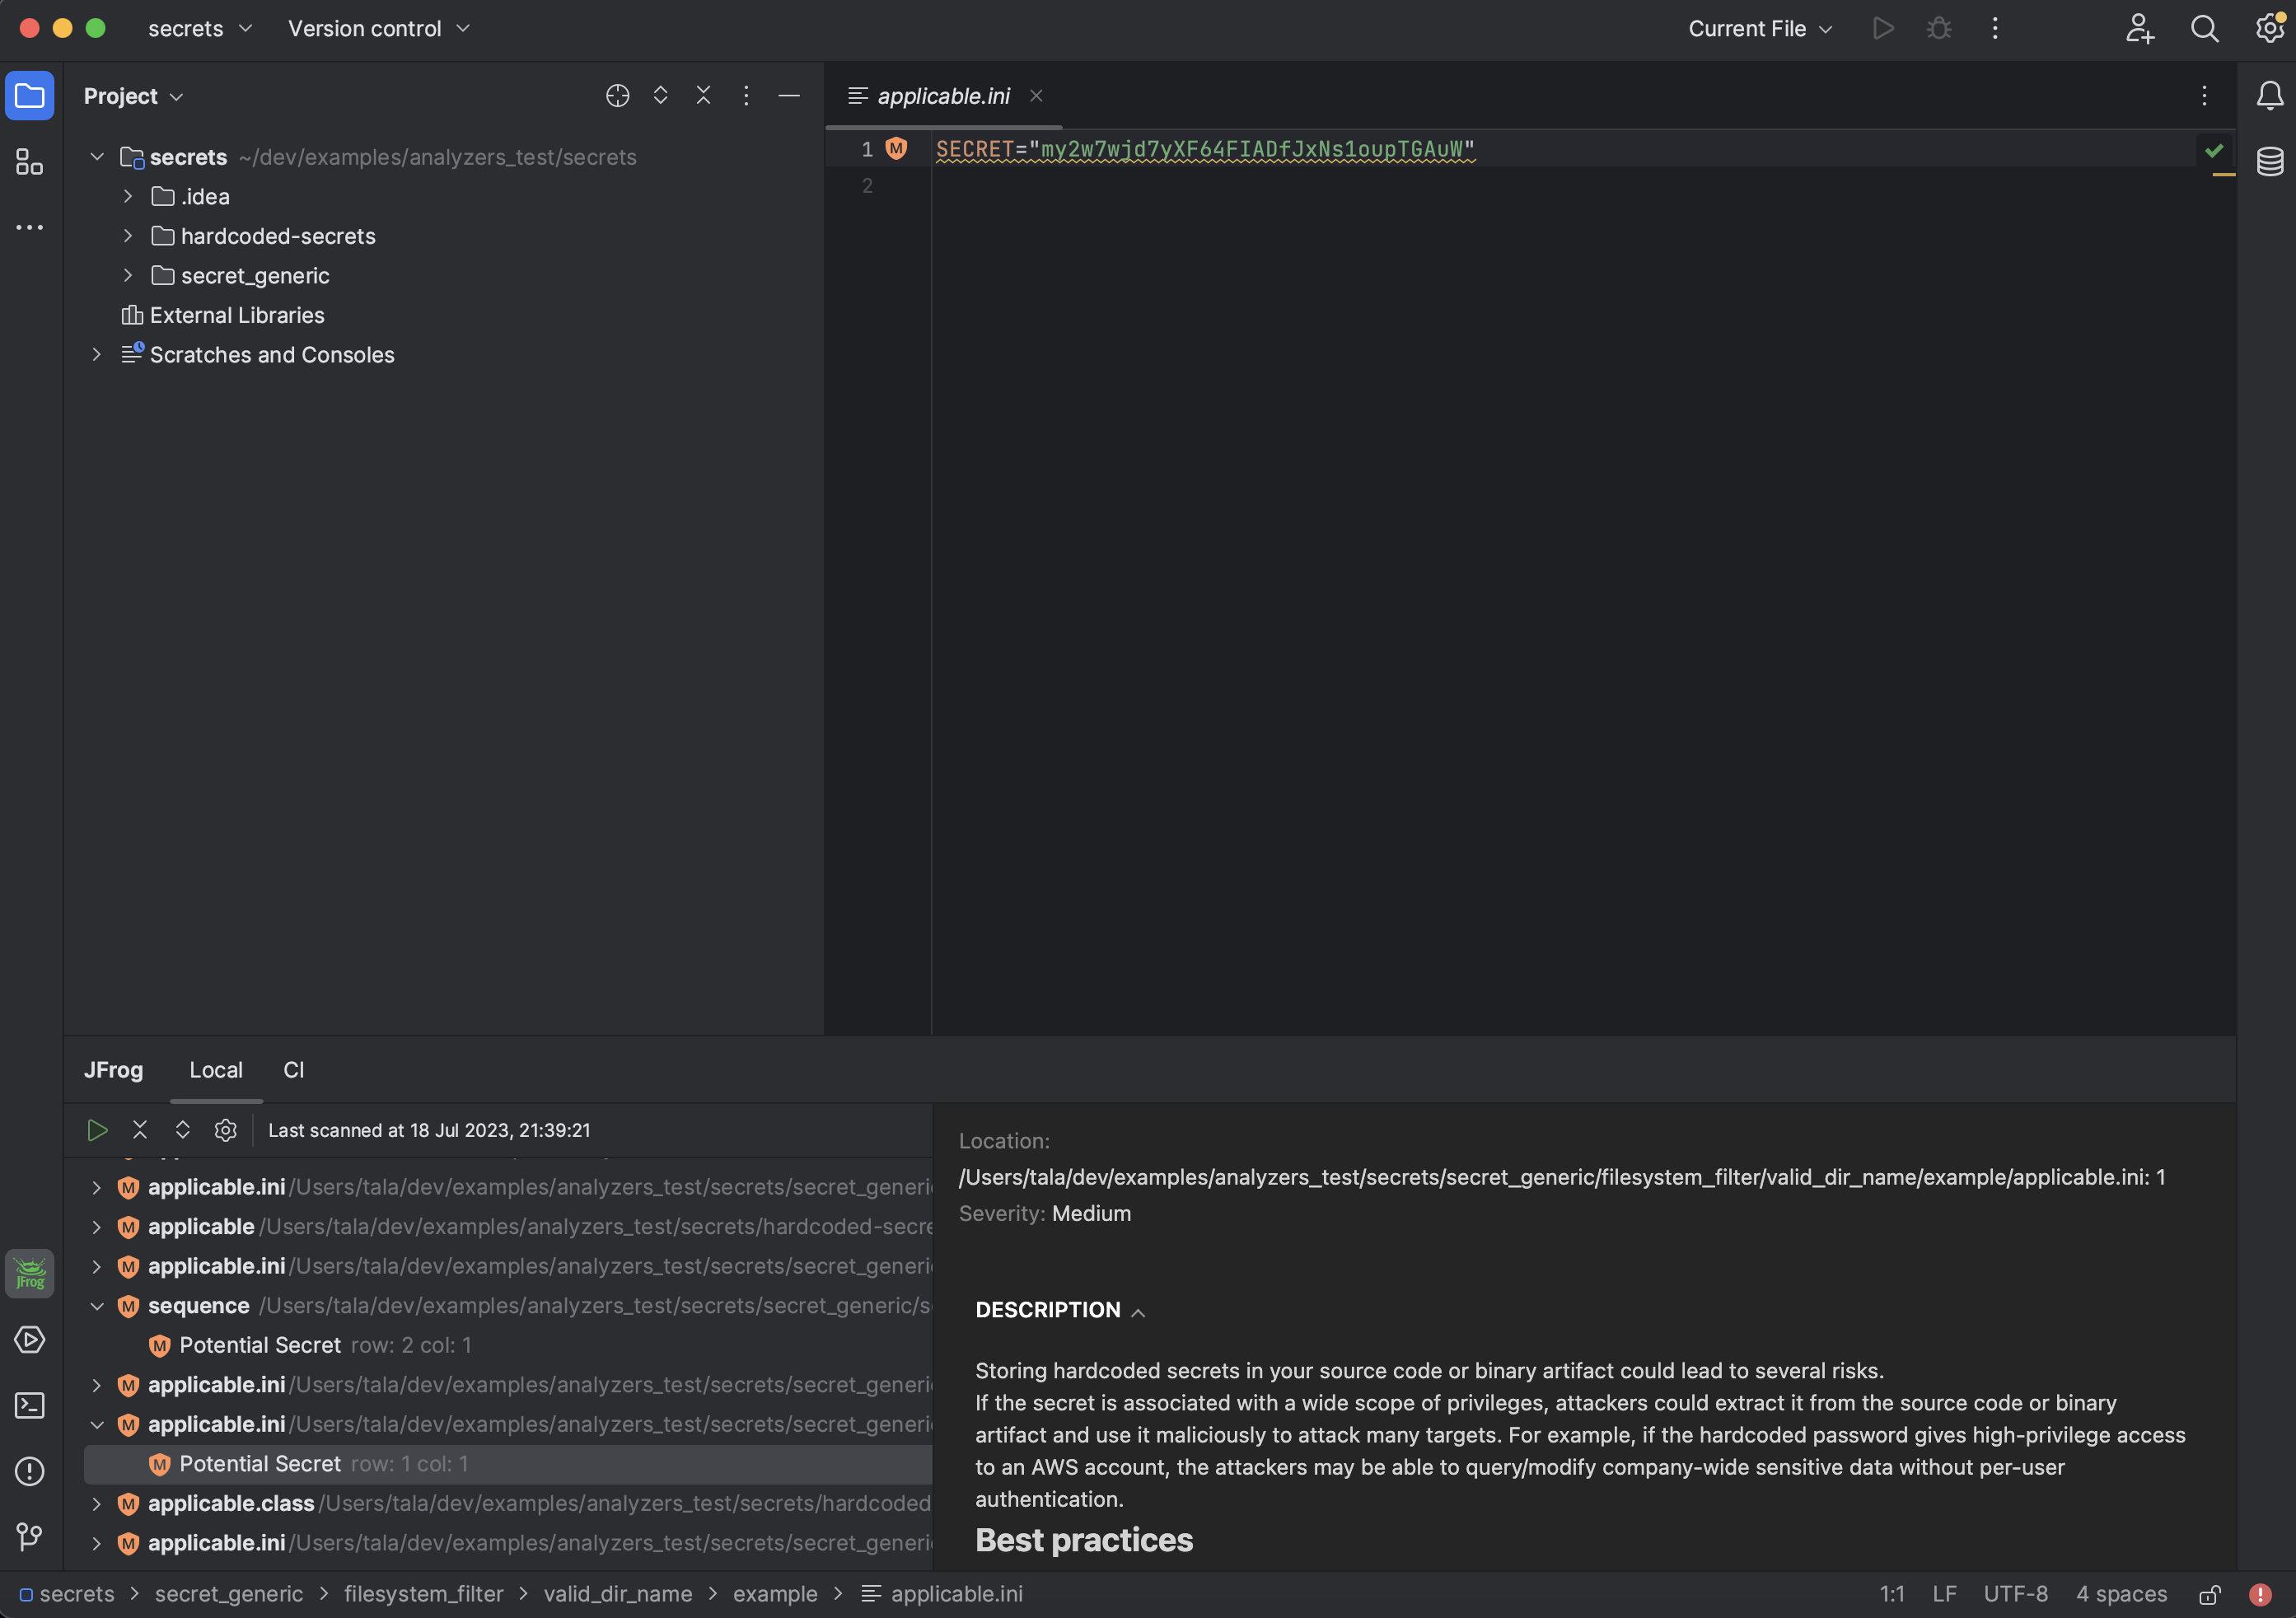 secrets Version control Current File
Project
applicable.ini
secrets ~/dev/examples/analyzers_test/secrets
.idea
hardcoded-secrets
secret_generic
External Libraries
Scratches and Consoles
1 M SECRET="my2w7wjd7yXF64FIADfJxNs1oupTGAuW"
2
JFrog Local CI
Last scanned at 18 Jul 2023, 21:39:21
M applicable.ini /Users/tala/dev/examples/analyzers_test/secrets/secret_generi
M applicable /Users/tala/dev/examples/analyzers_test/secrets/hardcoded-secre
M applicable.ini /Users/tala/dev/examples/analyzers_test/secrets/secret_generi
M sequence /Users/tala/dev/examples/analyzers_test/secrets/secret_generic/s
M Potential Secret row: 2 col: 1
M applicable.ini /Users/tala/dev/examples/analyzers_test/secrets/secret_generi
M applicable.ini /Users/tala/dev/examples/analyzers_test/secrets/secret_generi
M Potential Secret row: 1 col: 1
M applicable.class /Users/tala/dev/examples/analyzers_test/secrets/hardcoded
M applicable.ini /Users/tala/dev/examples/analyzers_test/secrets/secret_generi
JFrog
Location:
/Users/tala/dev/examples/analyzers_test/secrets/secret_generic/filesystem_filter/valid_dir_name/example/applicable.ini: 1
Severity: Medium
DESCRIPTION
Storing hardcoded secrets in your source code or binary artifact could lead to several risks.
If the secret is associated with a wide scope of privileges, attackers could extract it from the source code or binary
artifact and use it maliciously to attack many targets. For example, if the hardcoded password gives high-privilege access
to an AWS account, the attackers may be able to query/modify company-wide sensitive data without per-user
authentication.
Best practices
secrets > secret_generic > filesystem_filter > valid_dir_name > example > applicable.ini 1:1 LF UTF-8 4 spaces